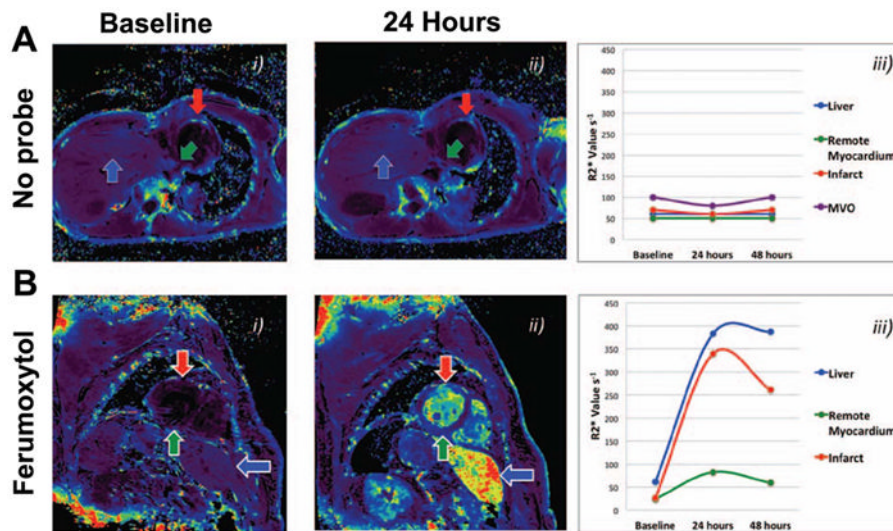 Baseline
24 Hours
A
No probe
i)
ii)
iii)
450
400
350
300
250
200
150
100
50
0
R2* Value s-1
Baseline
24 hours
48 hours
Liver
Remote
Myocardium
Infarct
MVO
B
Ferumoxytol
i)
ii)
iii)
450
400
350
300
250
200
150
100
50
0
R2* Value s-1
Baseline
24 hours
48 hours
Liver
Remote
Myocardium
Infarct